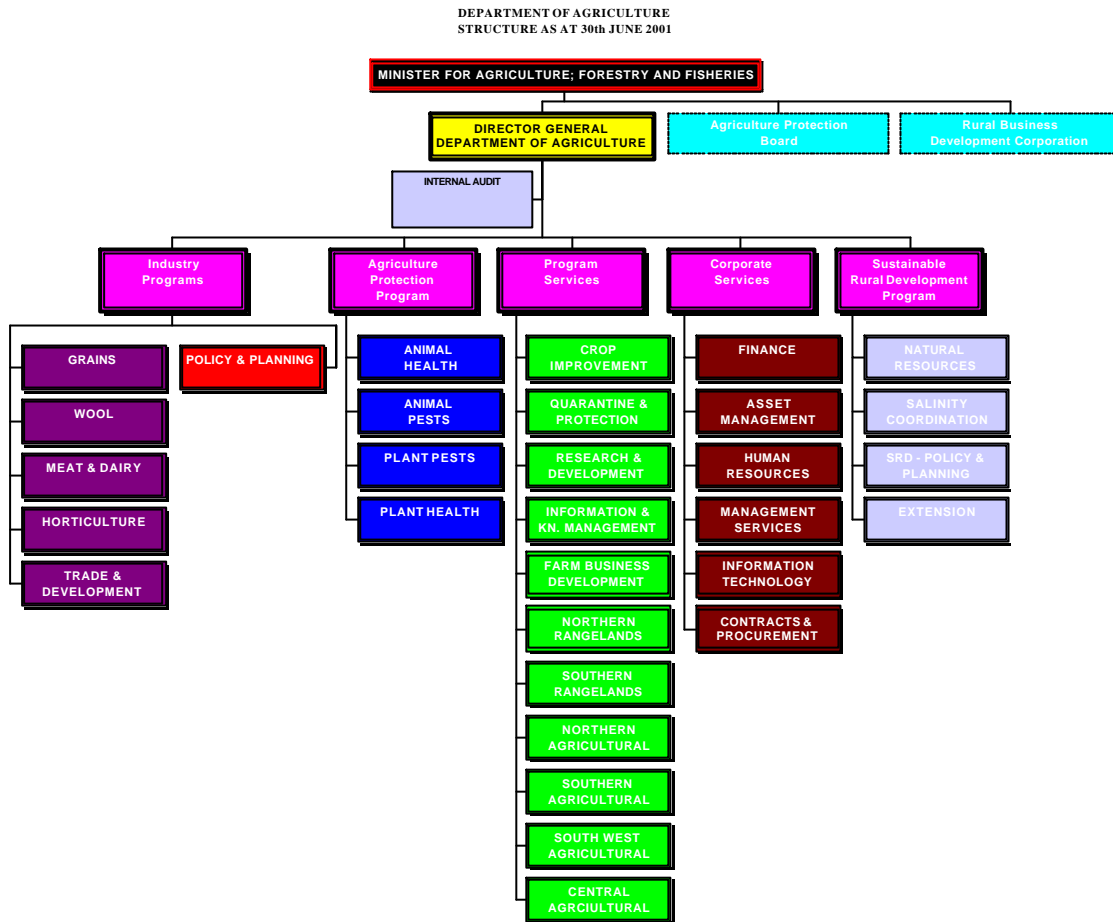 DEPARTMENT OF AGRICULTURE
STRUCTURE AS AT 30th JUNE 2001
MINISTER FOR AGRICULTURE; FORESTRY AND FISHERIES
DIRECTOR GENERAL
DEPARTMENT OF AGRICULTURE
Agriculture Protection
Board
Rural Business
Development Corporation
INTERNAL AUDIT
Industry
Programs
Agriculture
Protection
Program
Program
Services
Corporate
Services
Sustainable
Rural Development
Program
GRAINS
WOOL
MEAT & DAIRY
HORTICULTURE
TRADE &
DEVELOPMENT
POLICY & PLANNING
ANIMAL
HEALTH
ANIMAL
PESTS
PLANT PESTS
PLANT HEALTH
CROP
IMPROVEMENT
QUARANTINE &
PROTECTION
RESEARCH &
DEVELOPMENT
INFORMATION &
KN. MANAGEMENT
FARM BUSINESS
DEVELOPMENT
NORTHERN
RANGELANDS
SOUTHERN
RANGELANDS
NORTHERN
AGRICULTURAL
SOUTHERN
AGRICULTURAL
SOUTH WEST
AGRICULTURAL
CENTRAL
AGRCIULTURAL
FINANCE
ASSET
MANAGEMENT
HUMAN
RESOURCES
MANAGEMENT
SERVICES
INFORMATION
TECHNOLOGY
CONTRACTS &
PROCUREMENT
NATURAL
RESOURCES
SALINITY
COORDINATION
SRD - POLICY &
PLANNING
EXTENSION